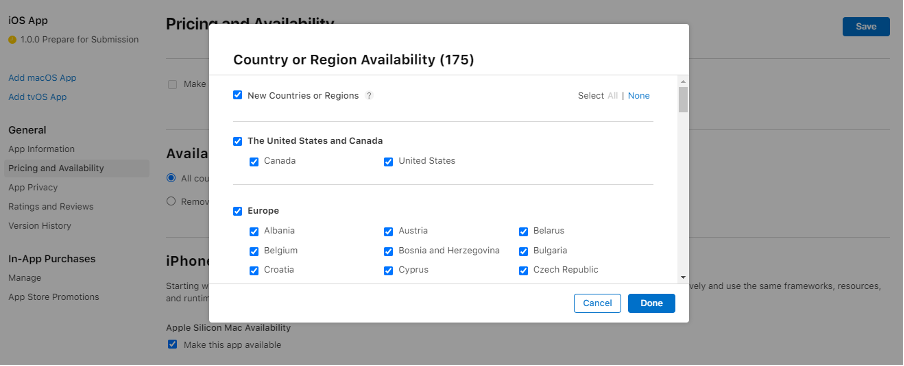 iOS App
1.0.0 Prepare for Submission
Add macOS App
Add tvOS App
General
App Information
Pricing and Availability
App Privacy
Ratings and Reviews
Version History
In-App Purchases
Manage
App Store Promotions
Pricing and Availability
Save
Make
Availa
All cou
Remov
iPhon
Starting w
vely and use the same frameworks, resources,
and runtim
Apple Silicon Mac Availability
Make this app available
Country or Region Availability (175)
New Countries or Regions ?
Select All | None
The United States and Canada
Canada United States
Europe
Albania Austria Belarus
Belgium Bosnia and Herzegovina Bulgaria
Croatia Cyprus Czech Republic
Cancel Done